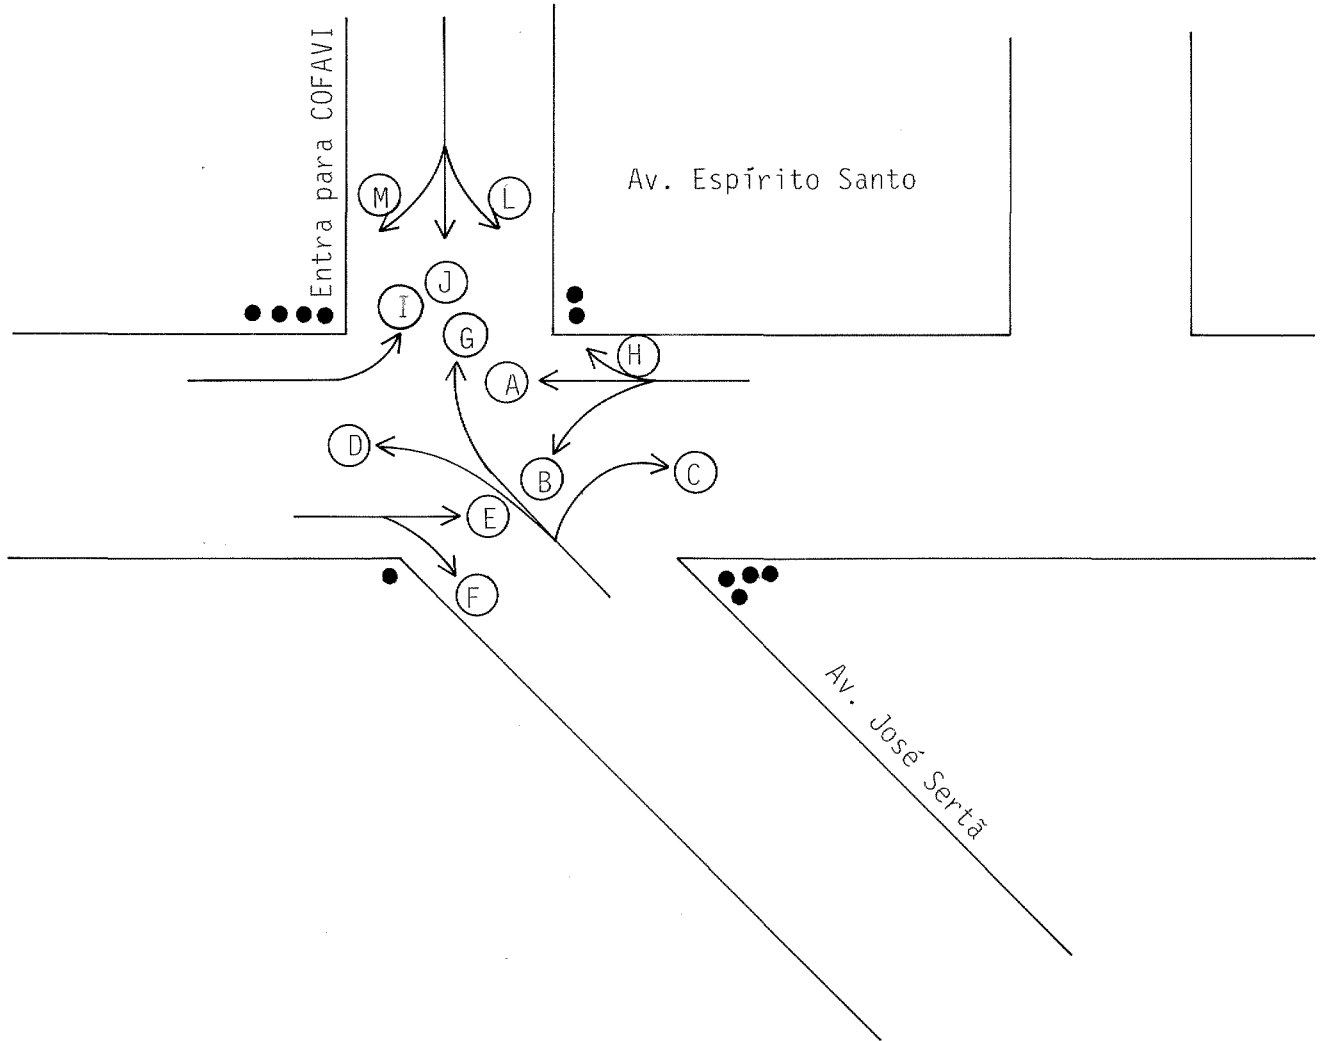 Entra para COFAVI
Av. Espírito Santo
M
L
J
I
G
H
A
D
B
C
E
F
Av. José Sertã